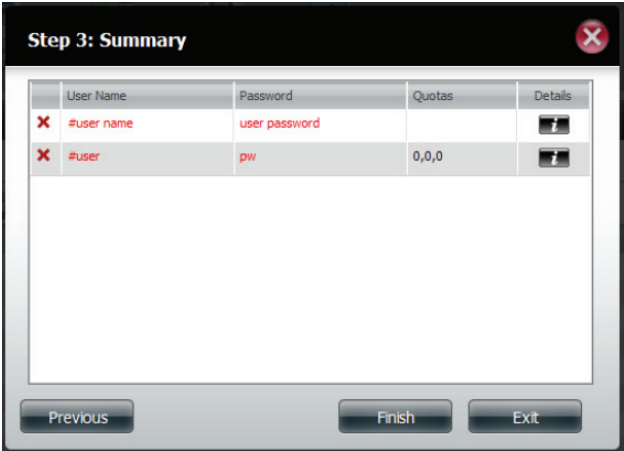 Step 3: Summary
User Name Password Quotas Details
#user name user password
#user pw 0,0,0
Previous Finish Exit